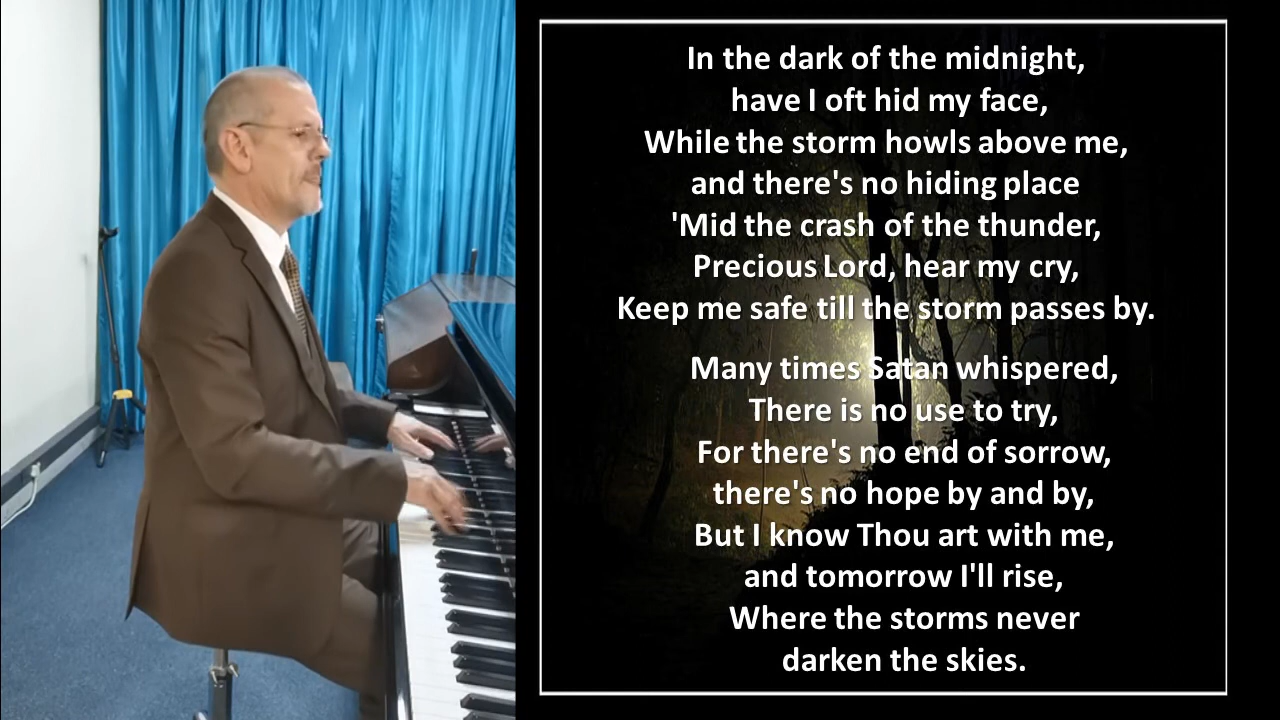 In the dark of the midnight,
have I oft hid my face,
While the storm howls above me,
and there's no hiding place
'Mid the crash of the thunder,
Precious Lord, hear my cry,
Keep me safe till the storm passes by.
Many times Satan whispered,
There is no use to try,
For there's no end of sorrow,
there's no hope by and by,
But I know Thou art with me,
and tomorrow I'll rise,
Where the storms never
darken the skies.